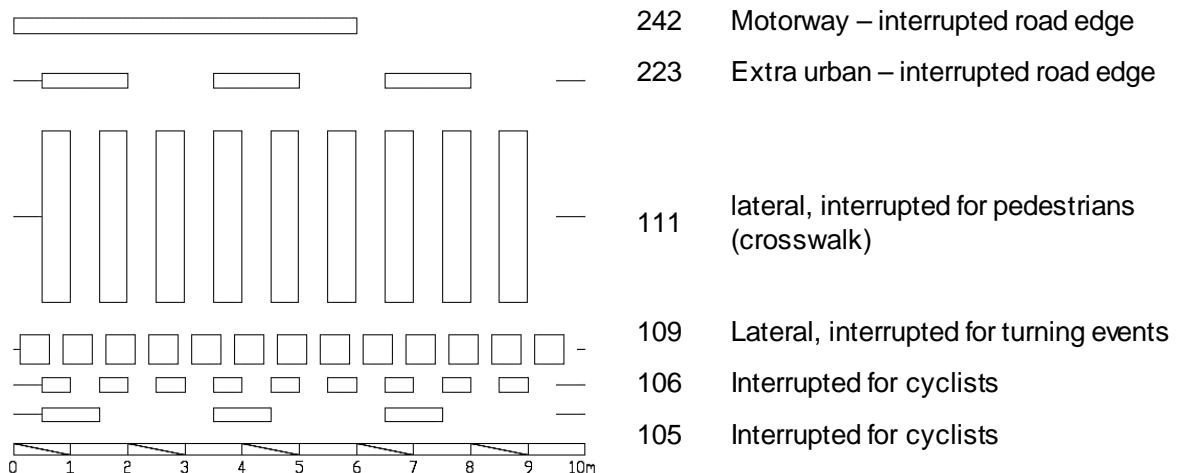 242 Motorway – interrupted road edge
223 Extra urban – interrupted road edge
111 lateral, interrupted for pedestrians
(crosswalk)
109 Lateral, interrupted for turning events
106 Interrupted for cyclists
105 Interrupted for cyclists
0 1 2 3 4 5 6 7 8 9 10m